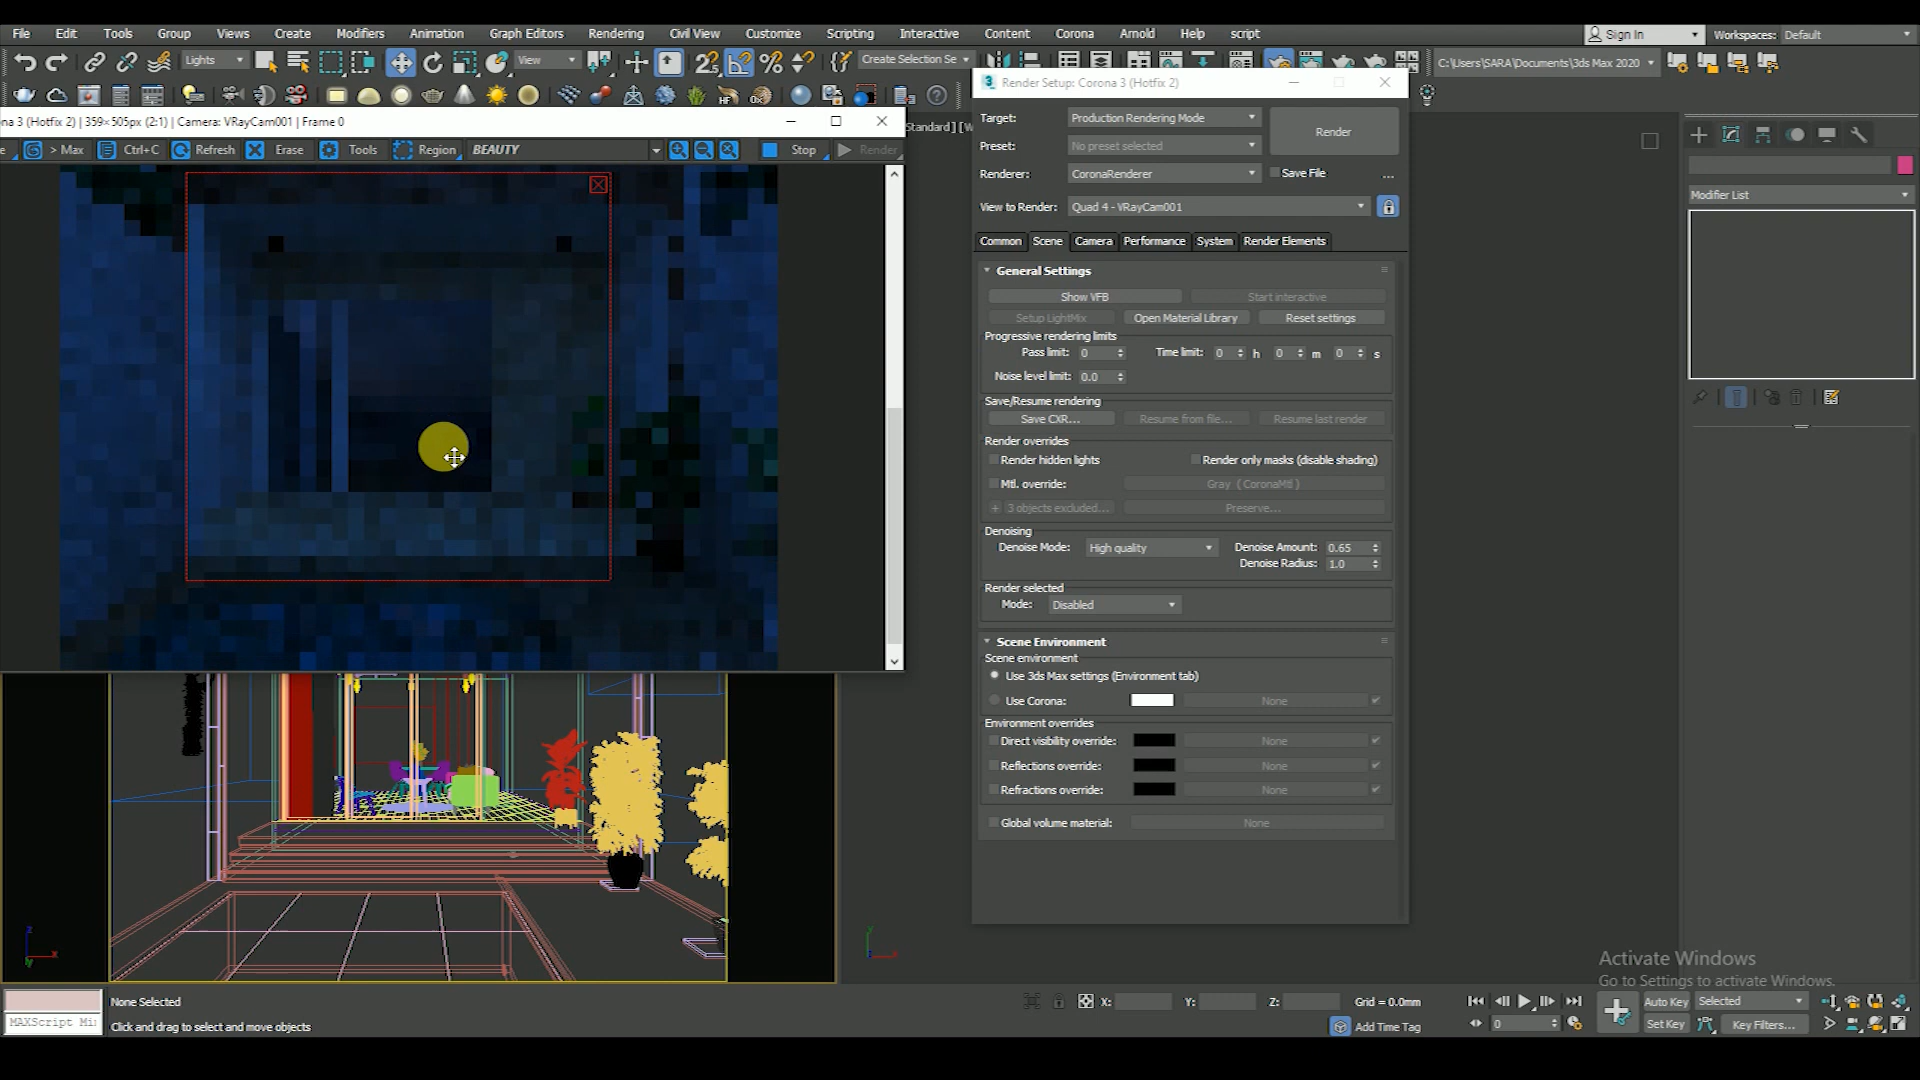 File Edit Tools Group Views Create Modifiers Animation Graph Editors Rendering Civil View Customize Scripting Interactive Content Corona Arnold Help script
Sign In Workspaces: Default
Lights View Create Selection Se C:\Users\SARA\Documents\3ds Max 2020
Render Setup: Corona 3 (Hotfix 2)
na 3 (Hotfix 2) | 359×505px (2:1) | Camera: VRayCam001 | Frame 0
Standard ] [W
> Max Ctrl+C Refresh Erase Tools Region BEAUTY Stop Render
Target: Production Rendering Mode
Render
Preset: No preset selected
Renderer: CoronaRenderer Save File ...
View to Render: Quad 4 - VRayCam001
Common Scene Camera Performance System Render Elements
General Settings
Show VFB Start interactive
Setup LightMix Open Material Library Reset settings
Progressive rendering limits
Pass limit: 0 Time limit: 0 h 0 m 0 s
Noise level limit: 0.0
Save/Resume rendering
Save CXR... Resume from file... Resume last render
Render overrides
Render hidden lights Render only masks (disable shading)
Mtl. override: Gray ( CoronaMtl )
+ 3 objects excluded... Preserve...
Denoising
Denoise Mode: High quality Denoise Amount: 0.65
Denoise Radius: 1.0
Render selected
Mode: Disabled
Scene Environment
Scene environment
Use 3ds Max settings (Environment tab)
Use Corona: None
Environment overrides
Direct visibility override: None
Reflections override: None
Refractions override: None
Global volume material: None
Modifier List
Activate Windows
Go to Settings to activate Windows.
None Selected
X: Y: Z: Grid = 0.0mm
Auto Key Selected
MAXScript Mi
Click and drag to select and move objects
Add Time Tag
0
Set Key Key Filters...